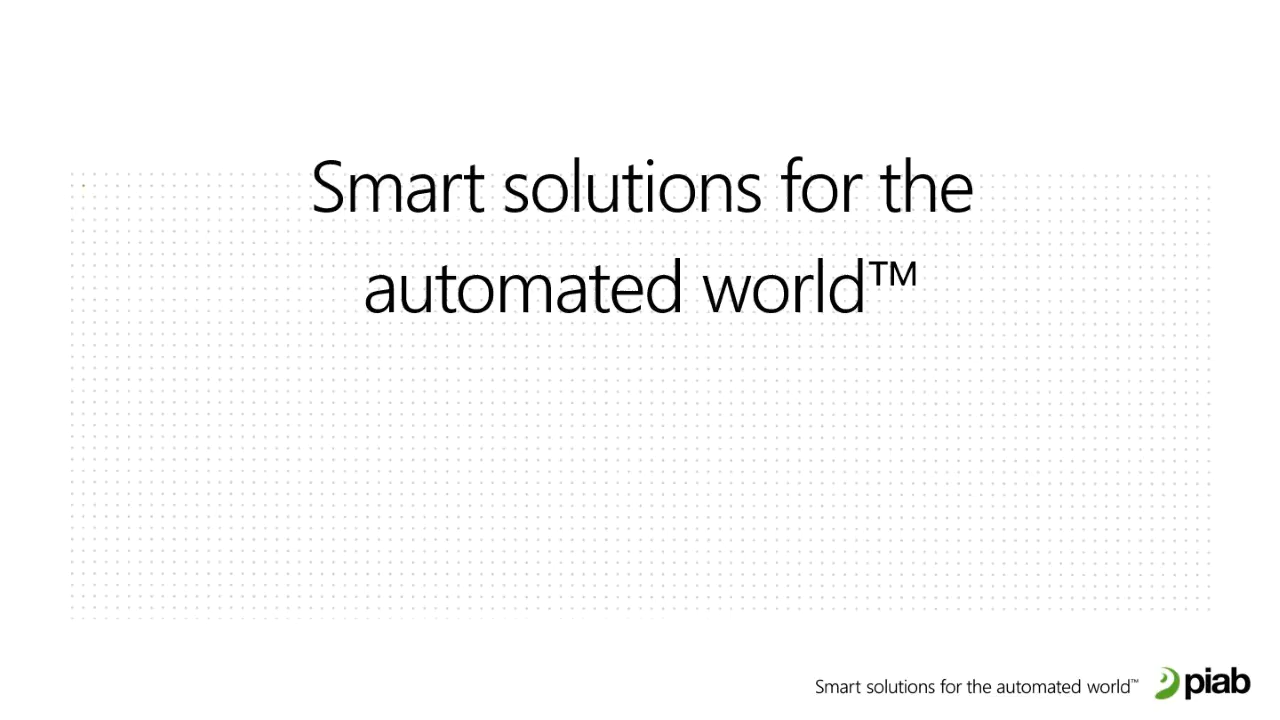 Smart solutions for the
automated world™
Smart solutions for the automated world™ piab